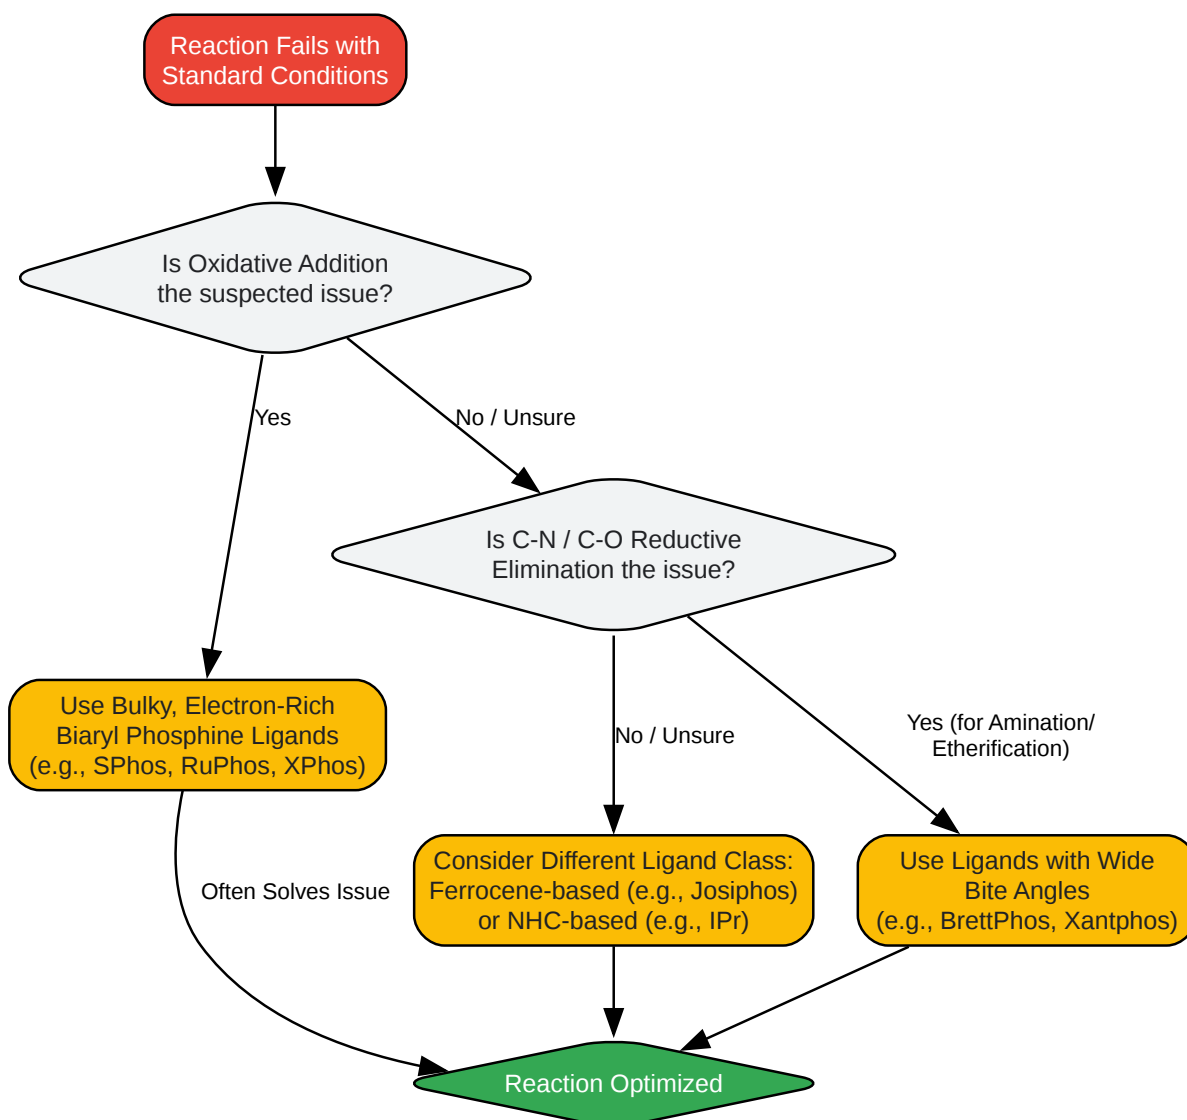 Reaction Fails with
Standard Conditions
Is Oxidative Addition
the suspected issue?
Yes
No / Unsure
Is C-N / C-O Reductive
Elimination the issue?
Use Bulky, Electron-Rich
Biaryl Phosphine Ligands
(e.g., SPhos, RuPhos, XPhos)
No / Unsure
Yes (for Amination/
Etherification)
Often Solves Issue
Consider Different Ligand Class:
Ferrocene-based (e.g., Josiphos)
or NHC-based (e.g., IPr)
Use Ligands with Wide
Bite Angles
(e.g., BrettPhos, Xantphos)
Reaction Optimized